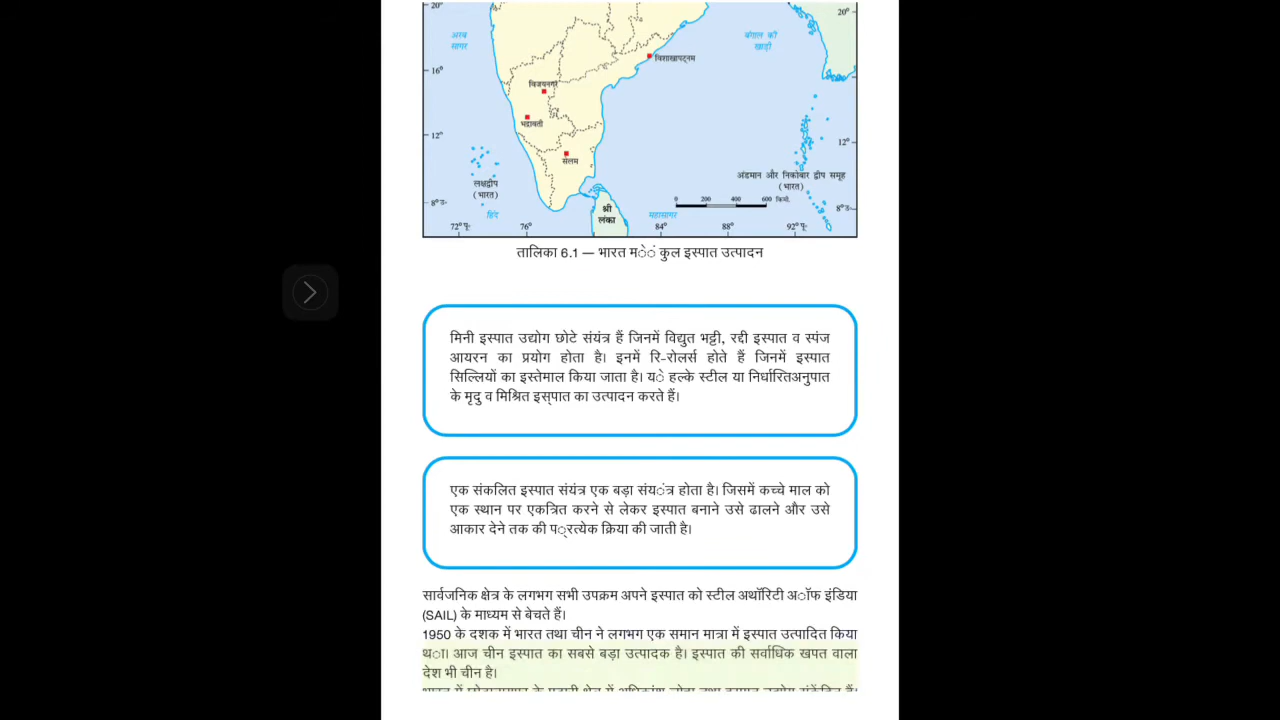 20°
20°
अरब
सागर
बंगाल की
खाड़ी
विशाखापट्नम
16°
विजयनगर
भद्रावती
12°
12°
सेलम
लक्षद्वीप
(भारत)
अंडमान और निकोबार द्वीप समूह
(भारत)
0 200 400 600 किमी.
8° उ॰
8° उ॰
हिंद
श्री
लंका
महासागर
72° पू॰
76°
84°
88°
92° पू॰
तालिका 6.1 — भारत मेें कुल इस्पात उत्पादन
मिनी इस्पात उद्योग छोटे संयंत्र हैं जिनमें विद्युत भट्टी, रद्दी इस्पात व स्पंज
आयरन का प्रयोग होता है। इनमें रि-रोलर्स होते हैं जिनमें इस्पात
सिल्लियों का इस्तेमाल किया जाता है। ये हल्के स्टील या निर्धारितअनुपात
के मृदु व मिश्रित इस्पात का उत्पादन करते हैं।
एक संकलित इस्पात संयंत्र एक बड़ा संयंत्र होता है। जिसमें कच्चे माल को
एक स्थान पर एकत्रित करने से लेकर इस्पात बनाने उसे ढालने और उसे
आकार देने तक की प्रत्येक क्रिया की जाती है।
सार्वजनिक क्षेत्र के लगभग सभी उपक्रम अपने इस्पात को स्टील अथॉरिटी ऑफ इंडिया
(SAIL) के माध्यम से बेचते हैं।
1950 के दशक में भारत तथा चीन ने लगभग एक समान मात्रा में इस्पात उत्पादित किया
था। आज चीन इस्पात का सबसे बड़ा उत्पादक है। इस्पात की सर्वाधिक खपत वाला
देश भी चीन है।